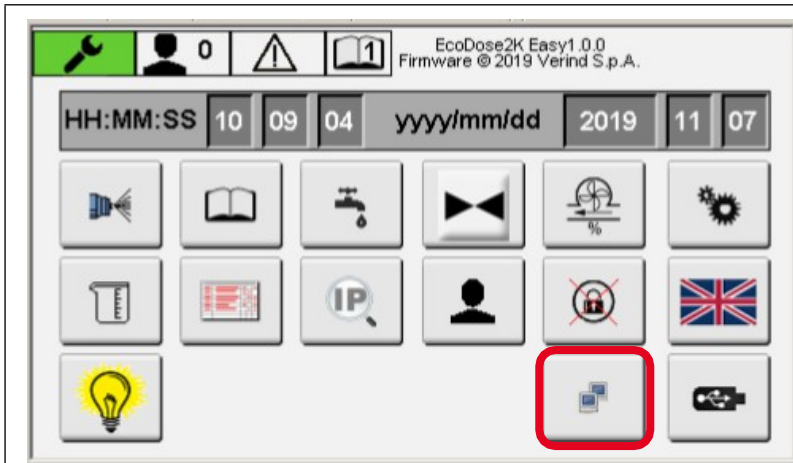 0
1
EcoDose2K Easy1.0.0
Firmware © 2019 Verind S.p.A.
HH:MM:SS 10 09 04 yyyy/mm/dd 2019 11 07
%
IP